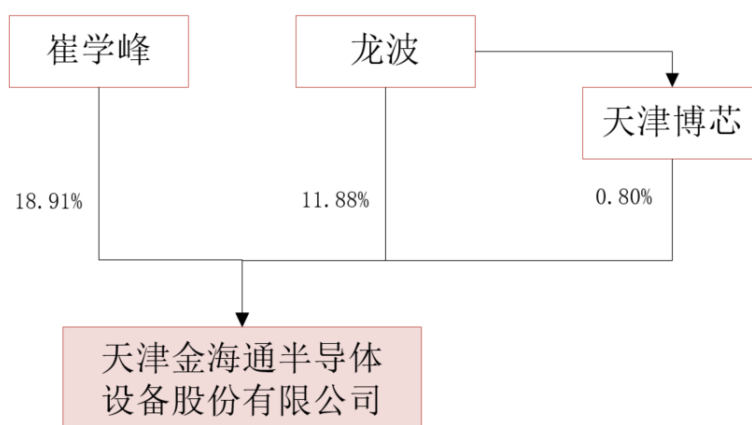 崔学峰
龙波
天津博芯
18.91%
11.88%
0.80%
天津金海通半导体
设备股份有限公司